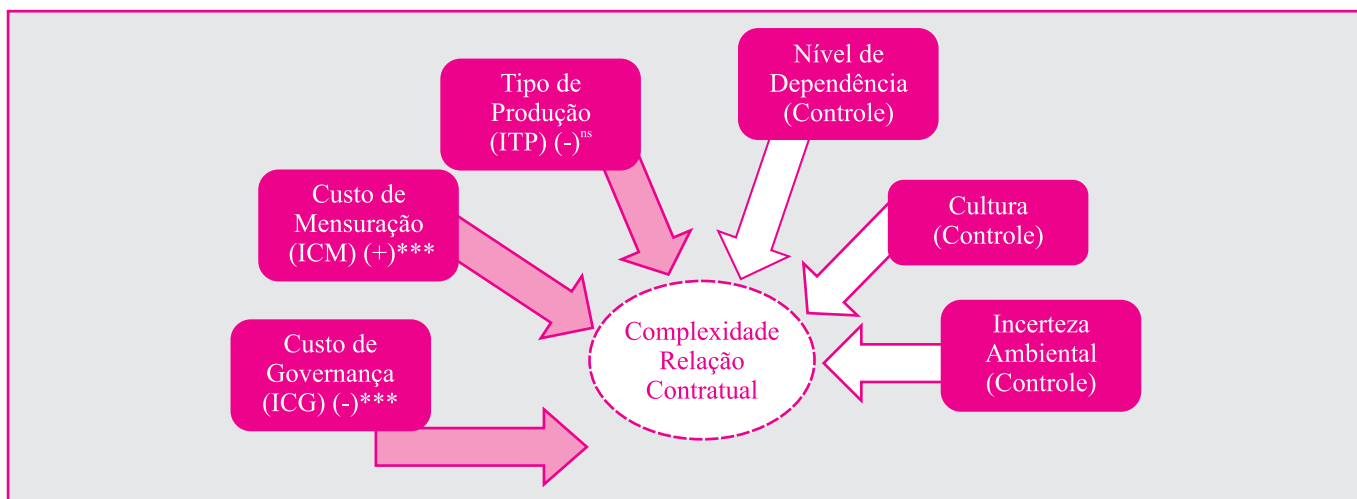 Tipo de
Produção
(ITP) (-)ns
Custo de
Mensuração
(ICM) (+)***
Custo de
Governança
(ICG) (-)***
Nível de
Dependência
(Controle)
Cultura
(Controle)
Incerteza
Ambiental
(Controle)
Complexidade
Relação
Contratual